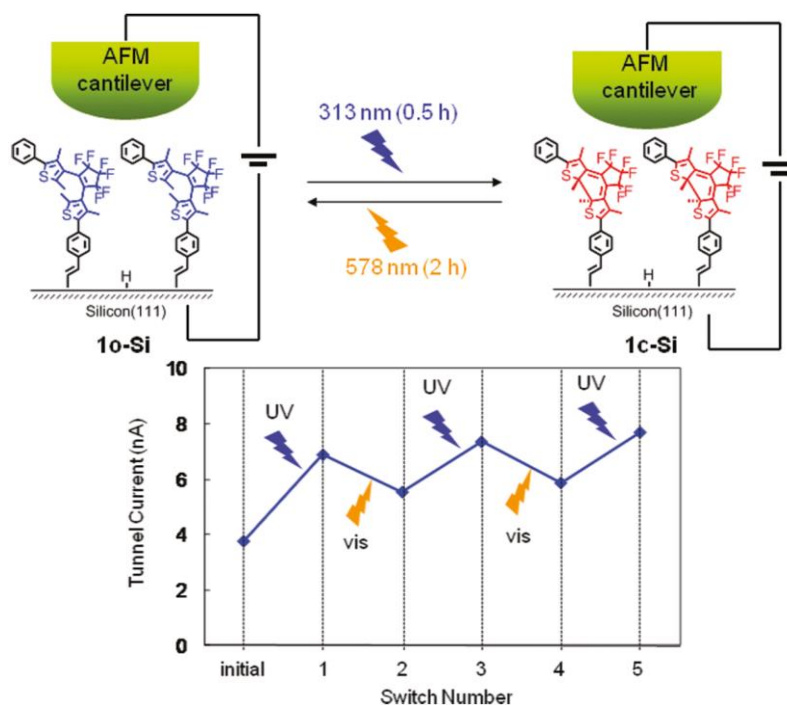 AFM
cantilever
AFM
cantilever
313 nm (0.5 h)
578 nm (2 h)
F
F
F
F
F
F
S
S
F
F
F
F
F
F
S
S
F
F
F
F
F
F
S
S
F
F
F
F
F
F
S
S
H
H
Silicon(111)
Silicon(111)
1o-Si
1c-Si
Tunnel Current (nA)
10
8
6
4
2
0
UV
vis
UV
vis
UV
initial 1 2 3 4 5
Switch Number